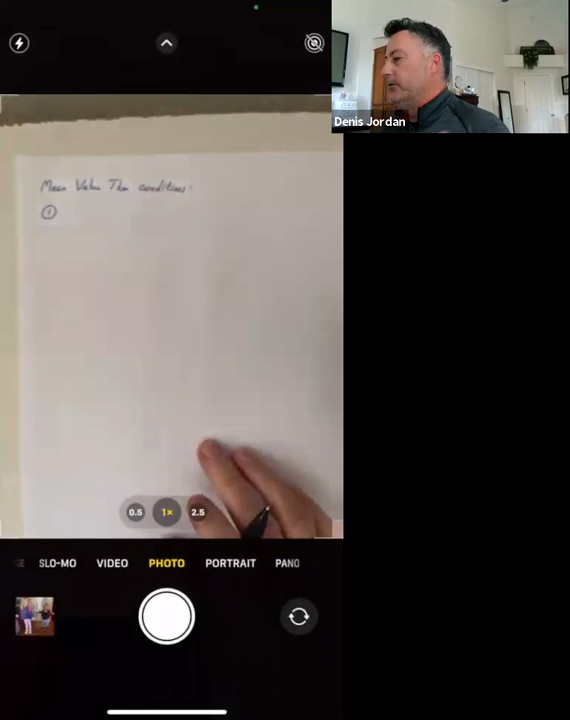 Denis Jordan
Mean Value Thm conditions:
①
0.5 1× 2.5
SLO-MO VIDEO PHOTO PORTRAIT PANO